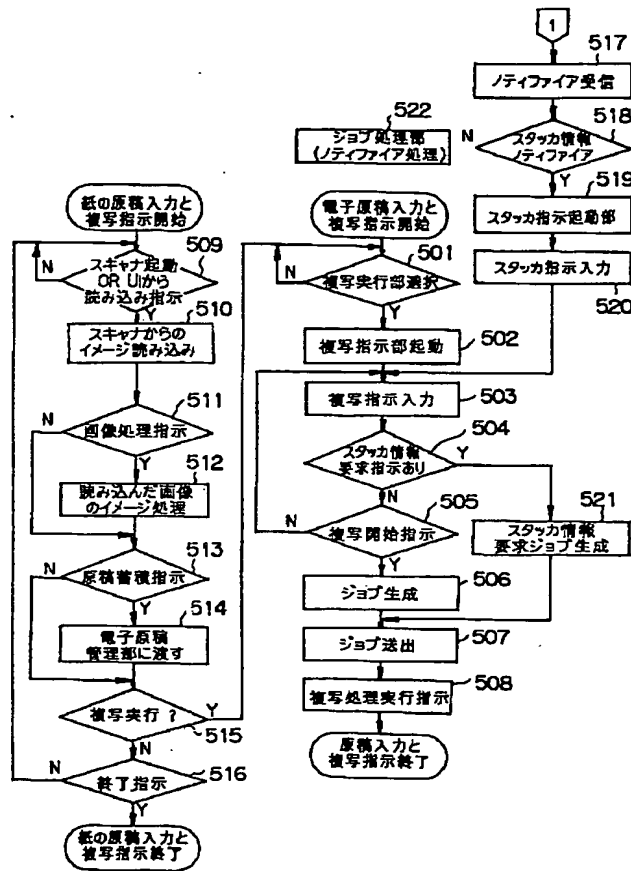 1
517
ノティファイア受信
518
スタッカ情報
ノティファイア
N
Y
522
ジョブ処理部
(ノティファイア処理)
519
スタッカ指示起動部
スタッカ指示入力
520
紙の原稿入力と
複写指示開始
509
スキャナ起動
OR UIから
読み込み指示
N
Y
510
スキャナからの
イメージ読み込み
511
画像処理指示
N
Y
512
読み込んだ画像
のイメージ処理
513
原稿蓄積指示
N
Y
514
電子原稿
管理部に渡す
複写実行?
Y
515
N
終了指示
516
N
Y
紙の原稿入力と
複写指示終了
電子原稿入力と
複写指示開始
501
複写実行部選択
N
Y
複写指示部起動
502
複写指示入力
503
504
スタッカ情報
要求指示あり
Y
N
505
複写開始指示
N
Y
521
スタッカ情報
要求ジョブ生成
ジョブ生成
506
ジョブ送出
507
複写処理実行指示
508
原稿入力と
複写指示終了